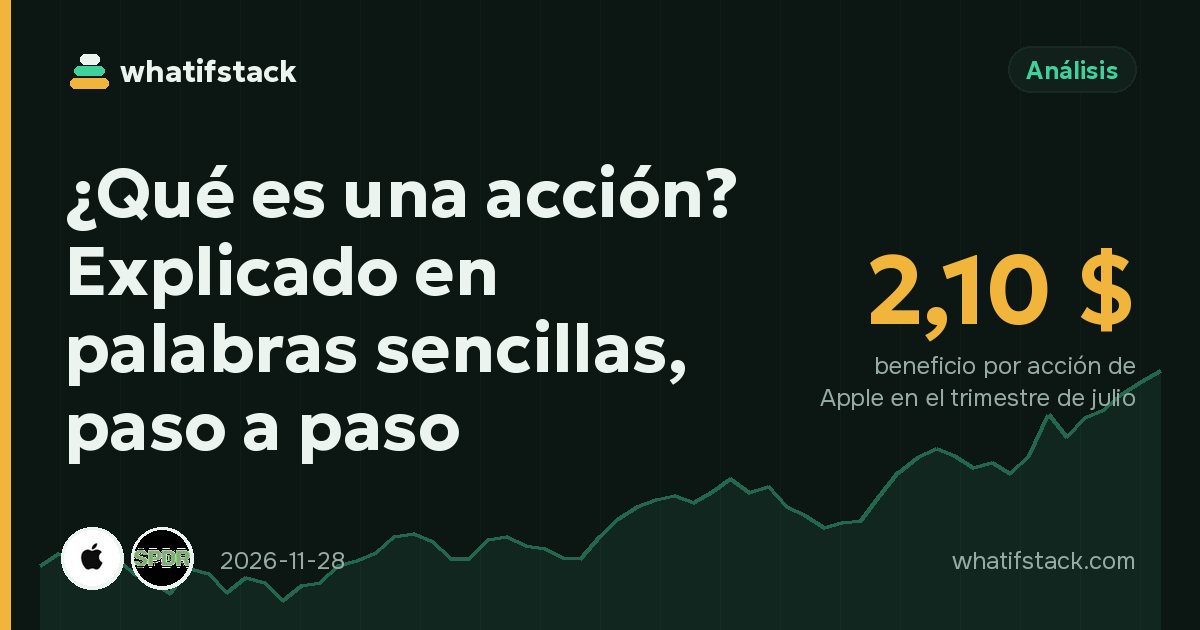 whatifstack
Análisis
¿Qué es una acción?
Explicado en
palabras sencillas,
paso a paso
2,10 $
beneficio por acción de
Apple en el trimestre de julio
SPDR
2026-11-28
whatifstack.com